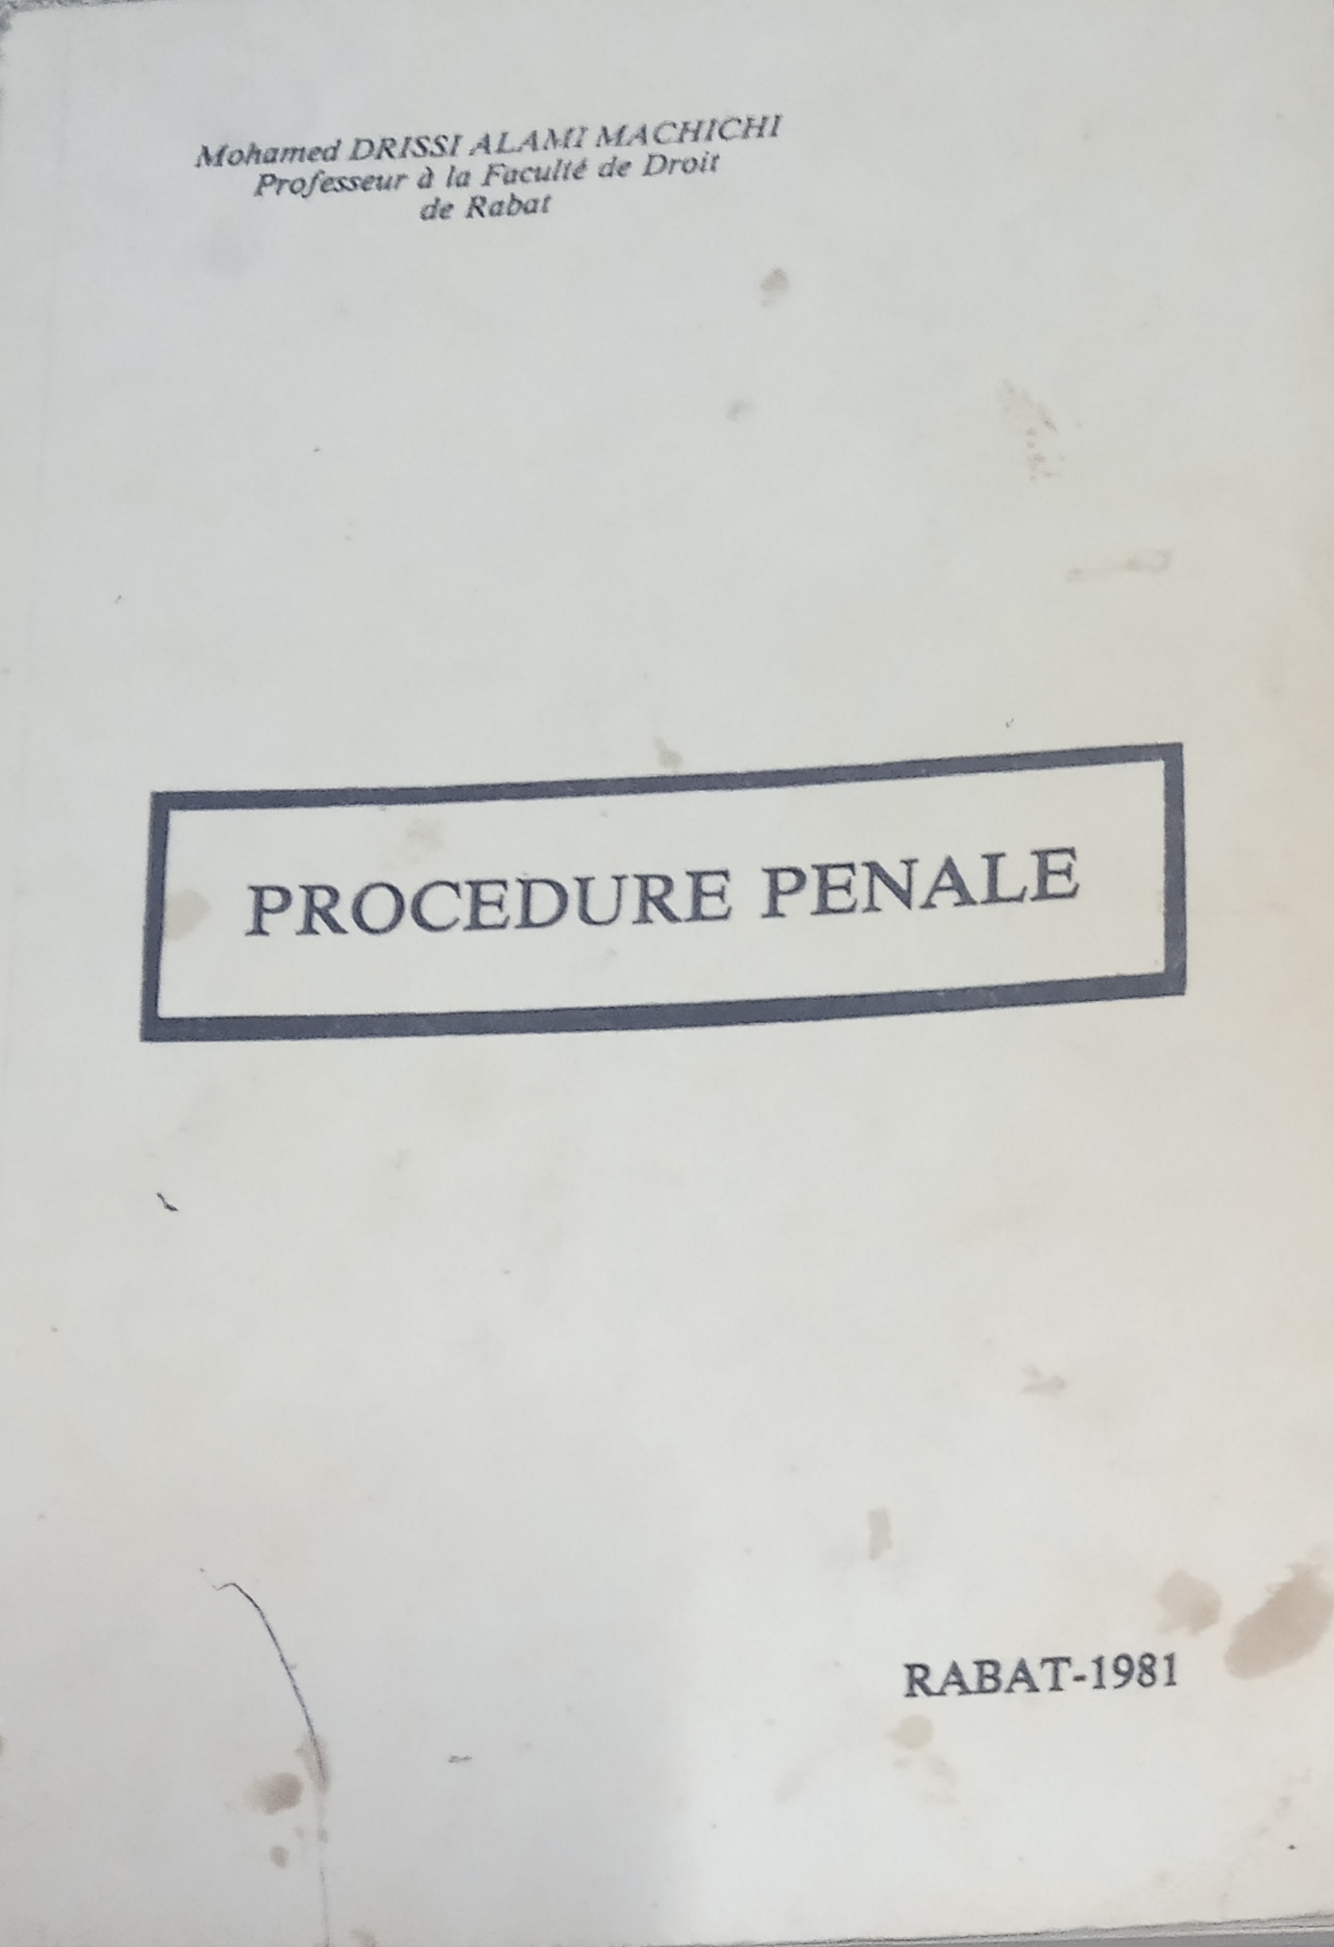 Mohamed DRISSI ALAMI MACHICHI
Professeur à la Faculté de Droit
de Rabat
PROCEDURE PENALE
RABAT-1981